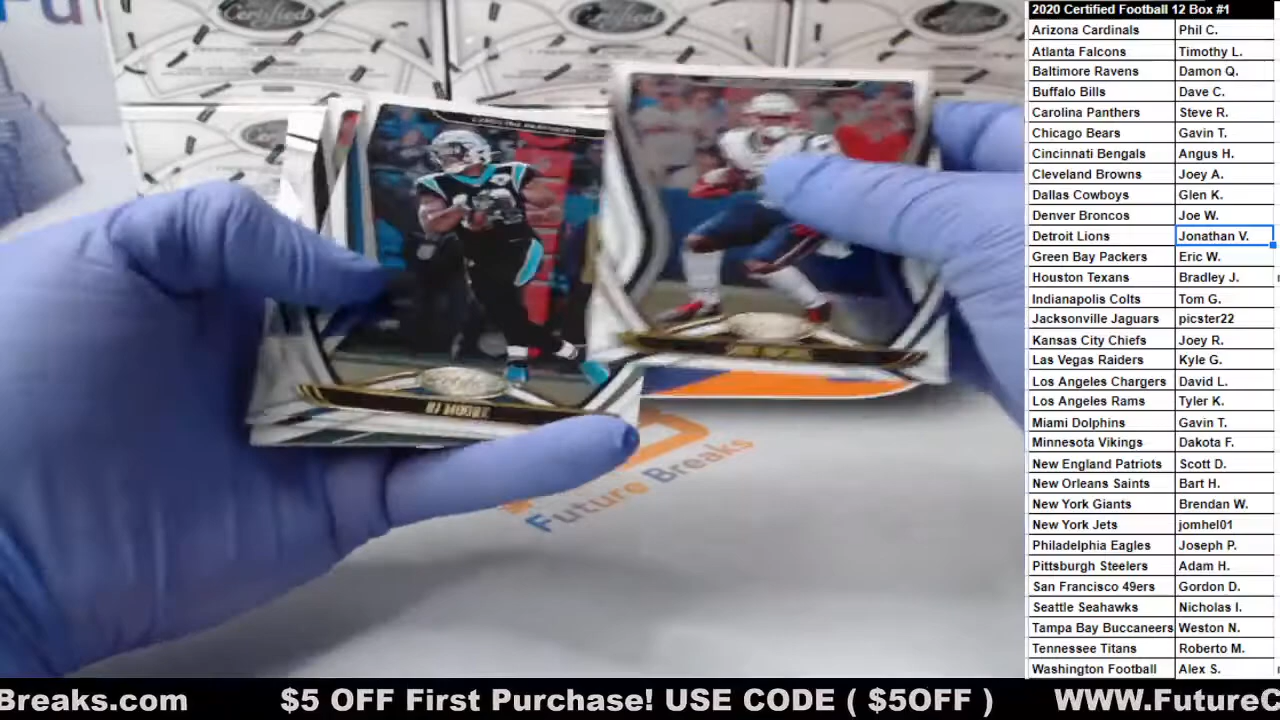 2020 Certified Football 12 Box #1
Arizona Cardinals Phil C.
Atlanta Falcons Timothy L.
Baltimore Ravens Damon Q.
Buffalo Bills Dave C.
Carolina Panthers Steve R.
Chicago Bears Gavin T.
Cincinnati Bengals Angus H.
Cleveland Browns Joey A.
Dallas Cowboys Glen K.
Denver Broncos Joe W.
Detroit Lions Jonathan V.
Green Bay Packers Eric W.
Houston Texans Bradley J.
Indianapolis Colts Tom G.
Jacksonville Jaguars picster22
Kansas City Chiefs Joey R.
Las Vegas Raiders Kyle G.
Los Angeles Chargers David L.
Los Angeles Rams Tyler K.
Miami Dolphins Gavin T.
Minnesota Vikings Dakota F.
New England Patriots Scott D.
New Orleans Saints Bart H.
New York Giants Brendan W.
New York Jets jomhel01
Philadelphia Eagles Joseph P.
Pittsburgh Steelers Adam H.
San Francisco 49ers Gordon D.
Seattle Seahawks Nicholas I.
Tampa Bay Buccaneers Weston N.
Tennessee Titans Roberto M.
Washington Football Alex S.
Certified
Certified
Certified
Future Breaks
Breaks.com $5 OFF First Purchase! USE CODE ( $5OFF ) WWW.FutureC